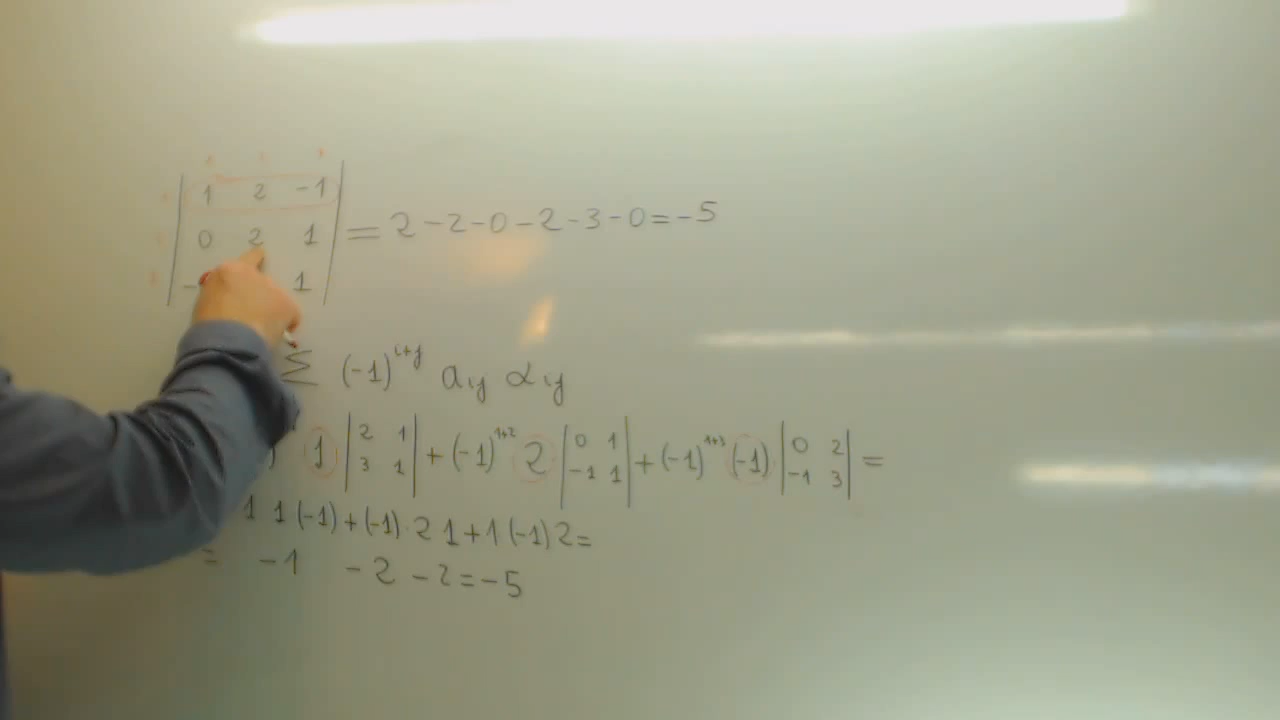 1 2 -1
0 2 1 = 2 - 2 - 0 - 2 - 3 - 0 = -5
- 1
Σ (-1)^{i+j} a_{ij} α_{ij}
) 1 |2 1; 3 1| + (-1)^{1+2} 2 |0 1; -1 1| + (-1)^{1+3} (-1) |0 2; -1 3| =
1 1 (-1) + (-1) · 2 1 + 1 (-1) 2 =
= -1 - 2 - 2 = -5